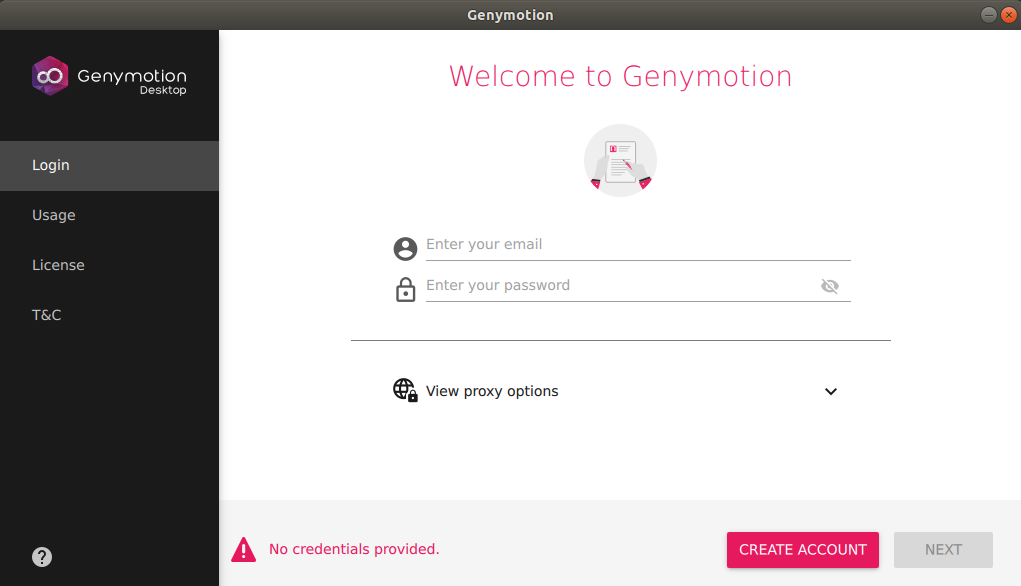 Genymotion
Genymotion
Desktop
Login
Usage
License
T&C
Welcome to Genymotion
Enter your email
Enter your password
View proxy options
No credentials provided.
CREATE ACCOUNT
NEXT